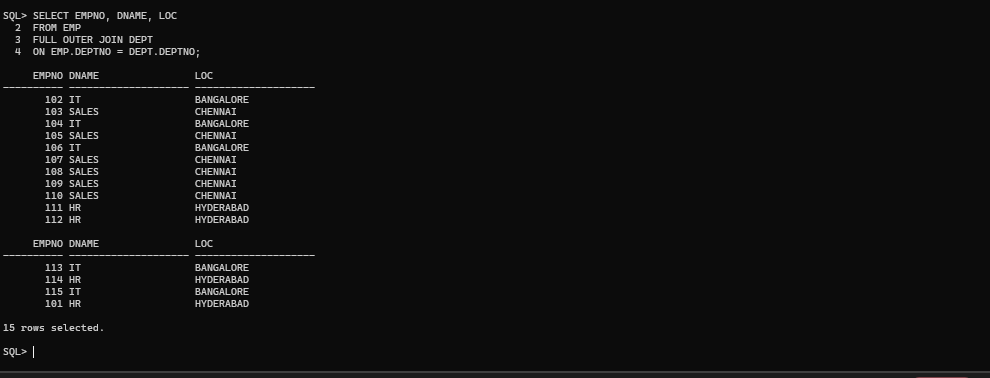 SQL> SELECT EMPNO, DNAME, LOC
  2  FROM EMP
  3  FULL OUTER JOIN DEPT
  4  ON EMP.DEPTNO = DEPT.DEPTNO;

     EMPNO DNAME                LOC
---------- -------------------- --------------------
       102 IT                   BANGALORE
       103 SALES                CHENNAI
       104 IT                   BANGALORE
       105 SALES                CHENNAI
       106 IT                   BANGALORE
       107 SALES                CHENNAI
       108 SALES                CHENNAI
       109 SALES                CHENNAI
       110 SALES                CHENNAI
       111 HR                   HYDERABAD
       112 HR                   HYDERABAD

     EMPNO DNAME                LOC
---------- -------------------- --------------------
       113 IT                   BANGALORE
       114 HR                   HYDERABAD
       115 IT                   BANGALORE
       101 HR                   HYDERABAD

15 rows selected.

SQL>